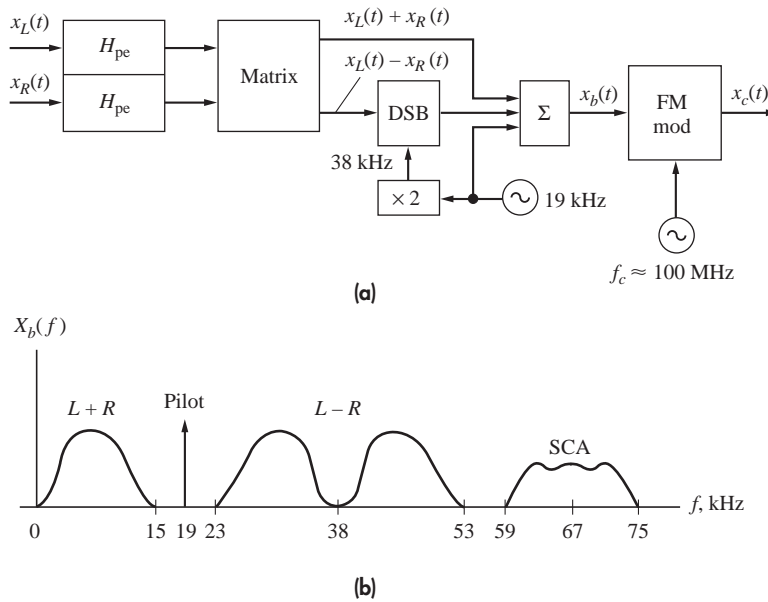 x_L(t)
x_R(t)
H_pe
H_pe
Matrix
x_L(t) + x_R(t)
x_L(t) – x_R(t)
DSB
38 kHz
× 2
19 kHz
Σ
x_b(t)
FM
mod
x_c(t)
f_c ≈ 100 MHz
(a)
X_b(f)
L + R
Pilot
L – R
SCA
f, kHz
0 15 19 23 38 53 59 67 75
(b)